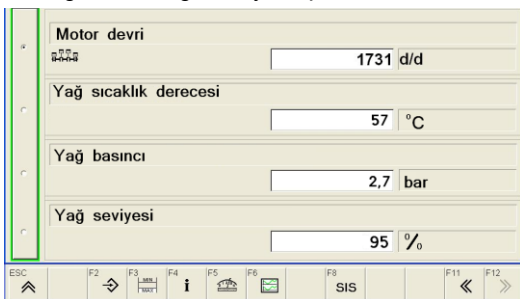 Motor devri
1731 d/d
Yağ sıcaklık derecesi
57 °C
Yağ basıncı
2,7 bar
Yağ seviyesi
95 %
ESC F2 F3 F4 F5 F6 F8 F11 F12
MIN MAX i SIS